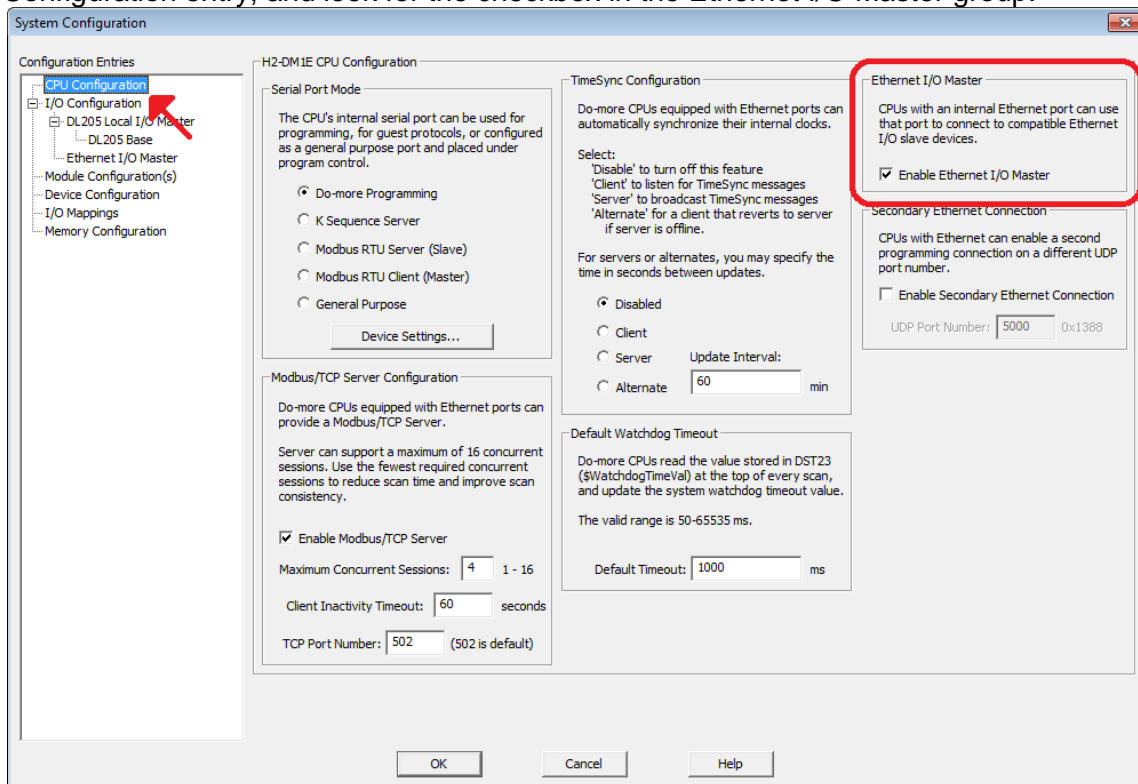 Configuration entry, and look for the checkbox in the Ethernet I/O Master group.
System Configuration
Configuration Entries
CPU Configuration
I/O Configuration
DL205 Local I/O Master
DL205 Base
Ethernet I/O Master
Module Configuration(s)
Device Configuration
I/O Mappings
Memory Configuration
H2-DM1E CPU Configuration
Serial Port Mode
The CPU's internal serial port can be used for
programming, for guest protocols, or configured
as a general purpose port and placed under
program control.
Do-more Programming
K Sequence Server
Modbus RTU Server (Slave)
Modbus RTU Client (Master)
General Purpose
Device Settings...
Modbus/TCP Server Configuration
Do-more CPUs equipped with Ethernet ports can
provide a Modbus/TCP Server.
Server can support a maximum of 16 concurrent
sessions. Use the fewest required concurrent
sessions to reduce scan time and improve scan
consistency.
Enable Modbus/TCP Server
Maximum Concurrent Sessions: 4 1 - 16
Client Inactivity Timeout: 60 seconds
TCP Port Number: 502 (502 is default)
TimeSync Configuration
Do-more CPUs equipped with Ethernet ports can
automatically synchronize their internal clocks.
Select:
'Disable' to turn off this feature
'Client' to listen for TimeSync messages
'Server' to broadcast TimeSync messages
'Alternate' for a client that reverts to server
if server is offline.
For servers or alternates, you may specify the
time in seconds between updates.
Disabled
Client
Server Update Interval:
Alternate 60 min
Default Watchdog Timeout
Do-more CPUs read the value stored in DST23
($WatchdogTimeVal) at the top of every scan,
and update the system watchdog timeout value.
The valid range is 50-65535 ms.
Default Timeout: 1000 ms
Ethernet I/O Master
CPUs with an internal Ethernet port can use
that port to connect to compatible Ethernet
I/O slave devices.
Enable Ethernet I/O Master
Secondary Ethernet Connection
CPUs with Ethernet can enable a second
programming connection on a different UDP
port number.
Enable Secondary Ethernet Connection
UDP Port Number: 5000 0x1388
OK Cancel Help